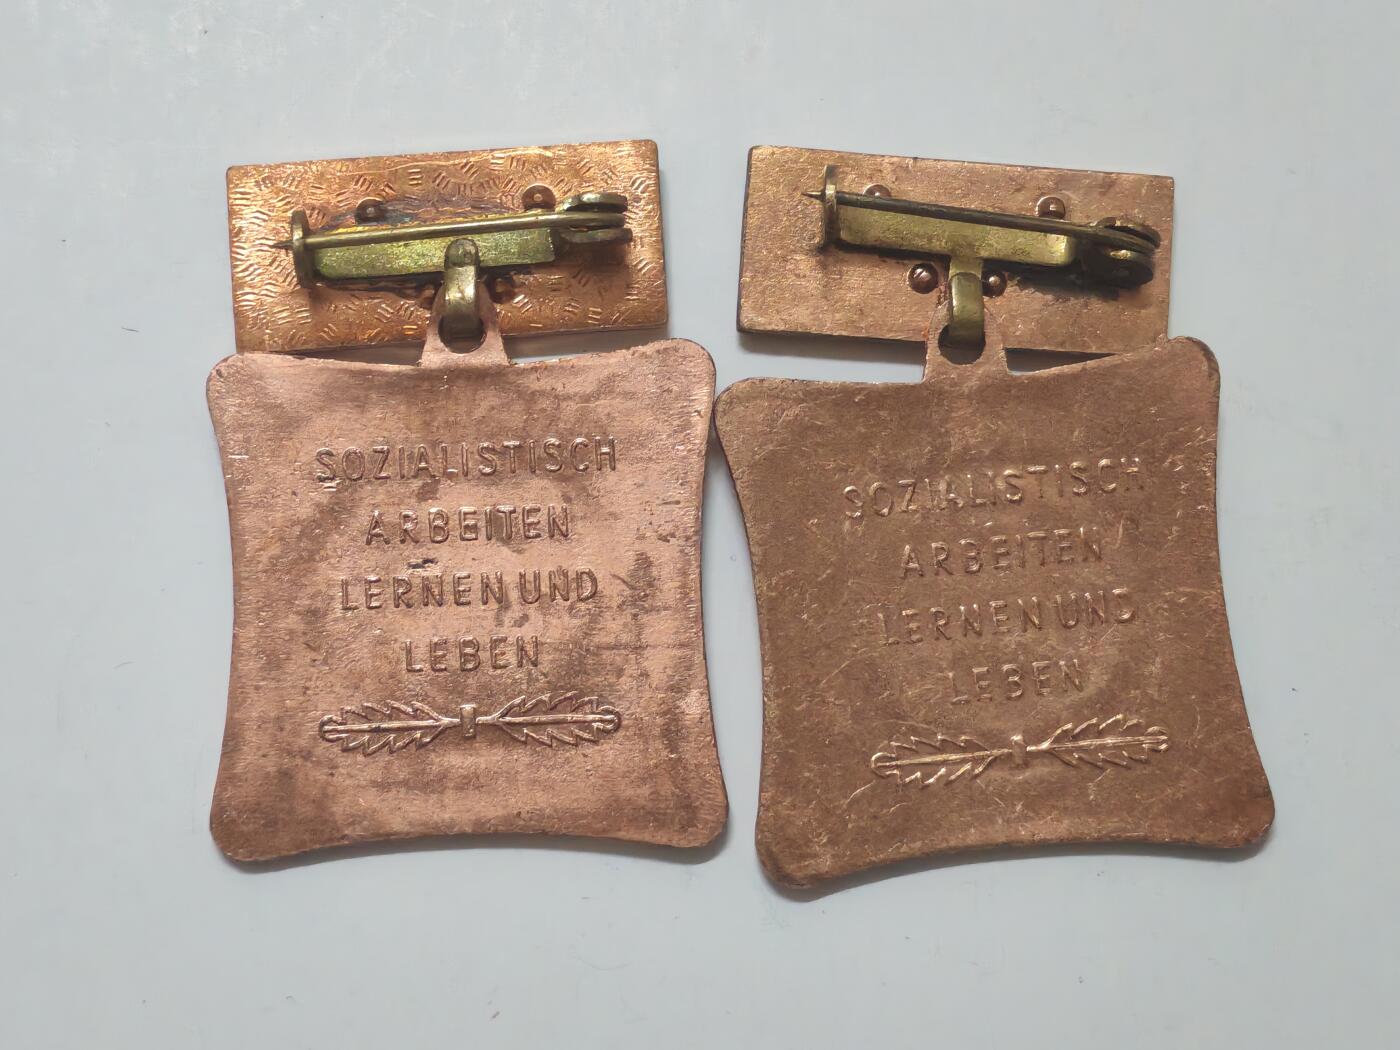 SOZIALISTISCH
ARBEITEN
LERNEN UND
LEBEN
SOZIALISTISCH
ARBEITEN
LERNEN UND
LEBEN